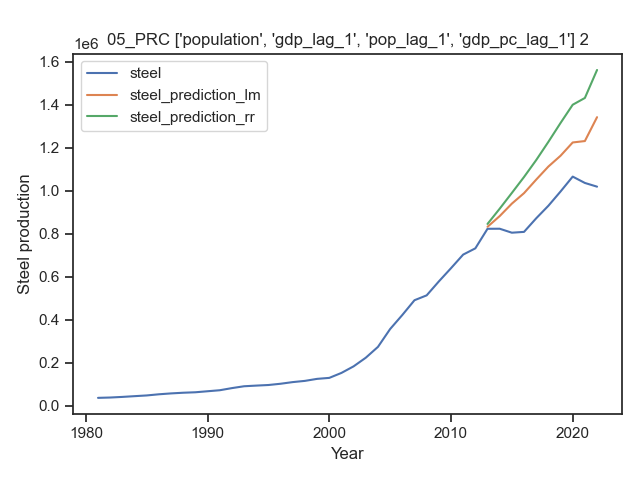 05_PRC ['population', 'gdp_lag_1', 'pop_lag_1', 'gdp_pc_lag_1'] 2
1e6
steel
steel_prediction_lm
steel_prediction_rr
1.6
1.4
1.2
1.0
0.8
0.6
0.4
0.2
0.0
Steel production
1980 1990 2000 2010 2020
Year